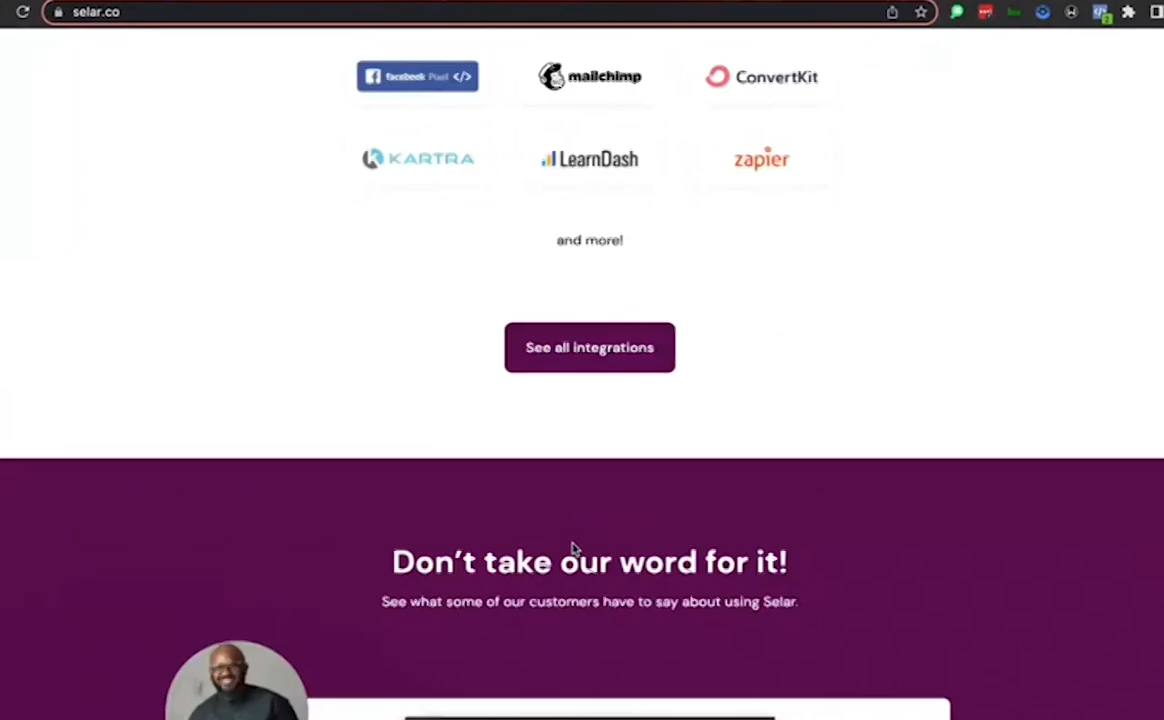 selar.co
facebook Pixel </>
mailchimp
ConvertKit
KARTRA
LearnDash
zapier
and more!
See all integrations
Don't take our word for it!
See what some of our customers have to say about using Selar.